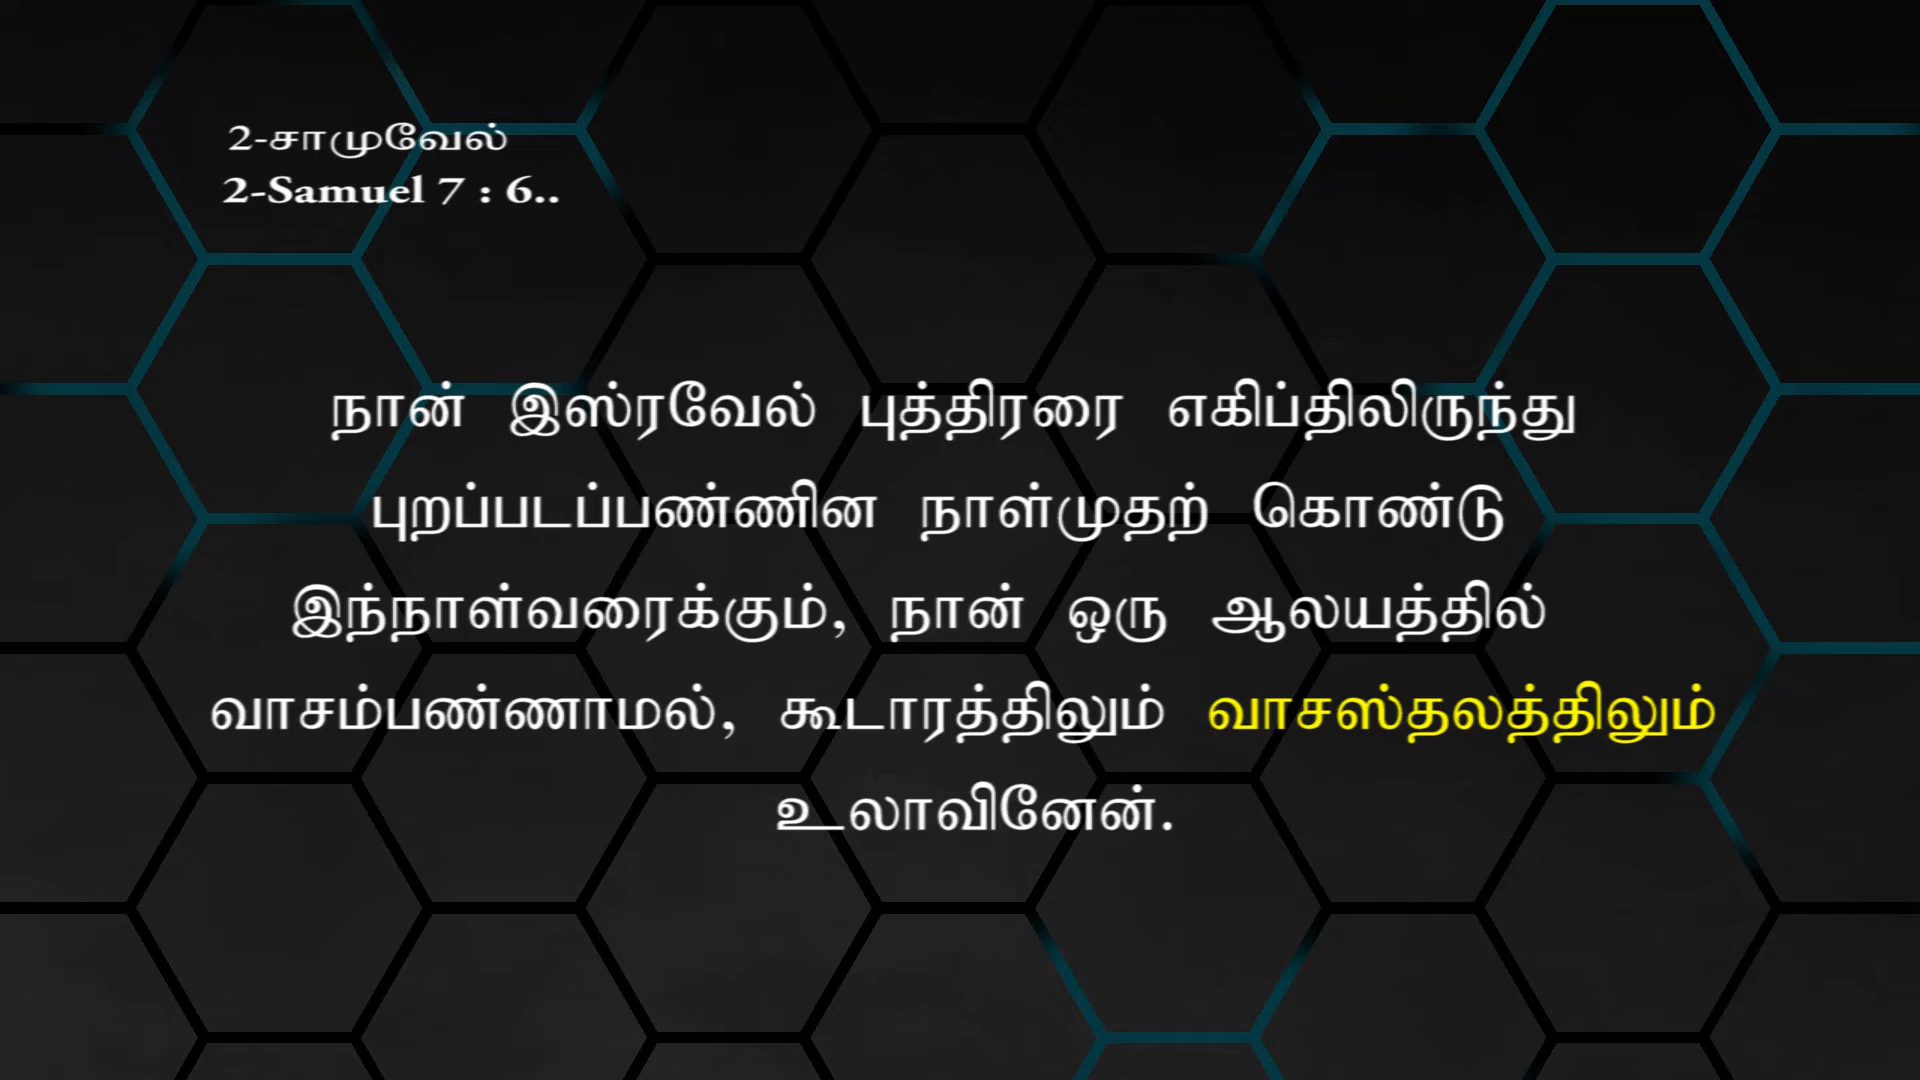 2-சாமுவேல்
2-Samuel 7 : 6..
நான் இஸ்ரவேல் புத்திரரை எகிப்திலிருந்து
புறப்படப்பண்ணின நாள்முதற் கொண்டு
இந்நாள்வரைக்கும், நான் ஒரு ஆலயத்தில்
வாசம்பண்ணாமல், கூடாரத்திலும் வாசஸ்தலத்திலும்
உலாவினேன்.